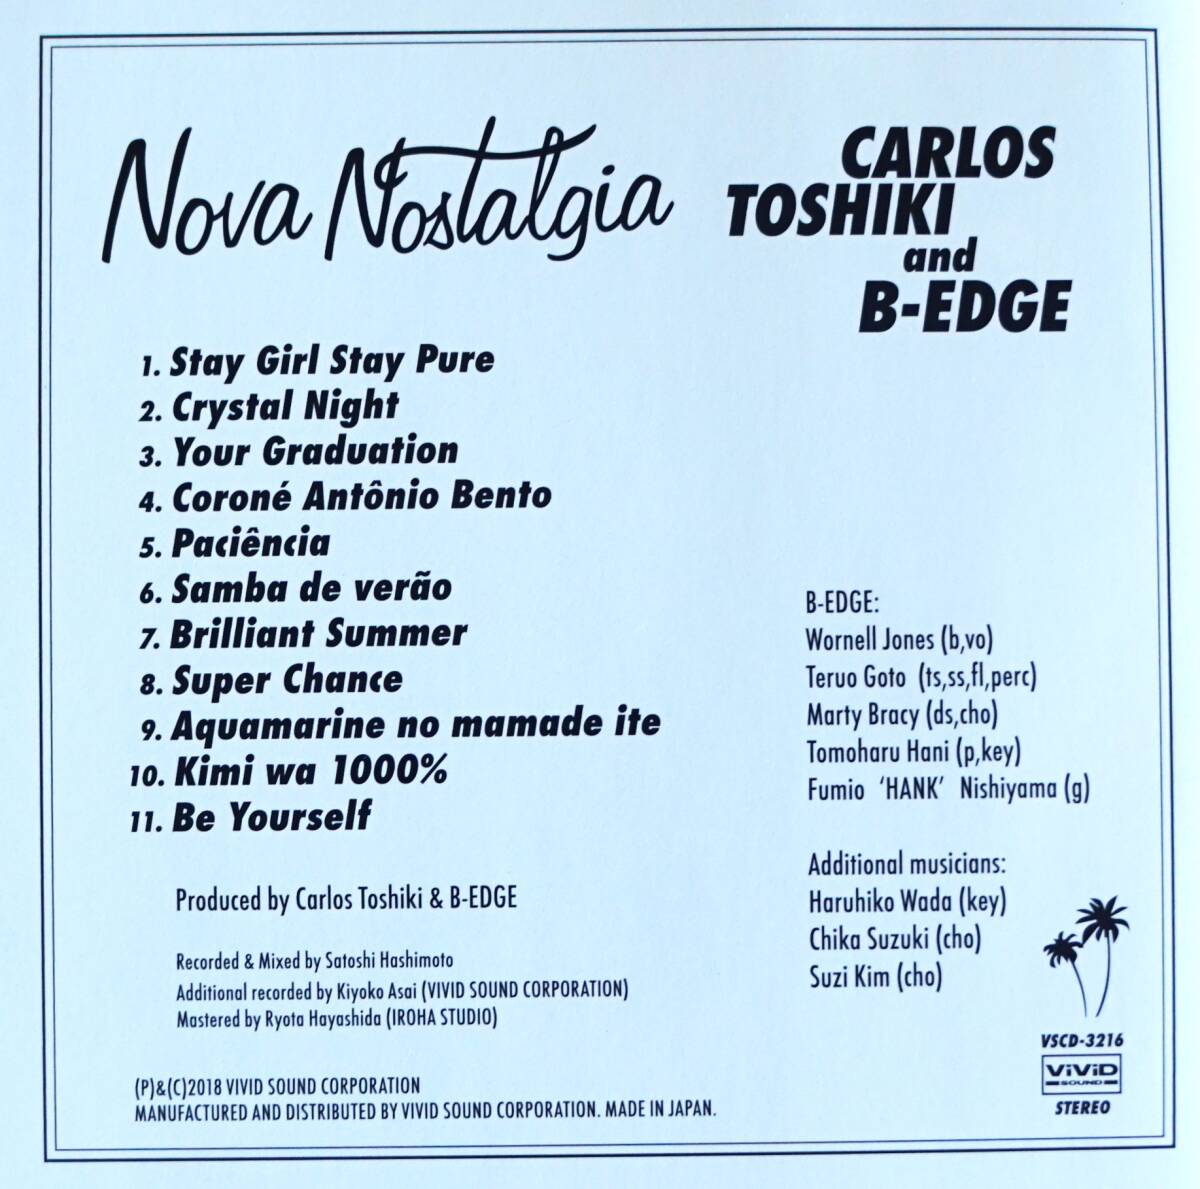 Nova Nostalgia
CARLOS
TOSHIKI
and
B-EDGE
1. Stay Girl Stay Pure
2. Crystal Night
3. Your Graduation
4. Coroné Antônio Bento
5. Paciência
6. Samba de verão
7. Brilliant Summer
8. Super Chance
9. Aquamarine no mamade ite
10. Kimi wa 1000%
11. Be Yourself
B-EDGE:
Wornell Jones (b,vo)
Teruo Goto (ts,ss,fl,perc)
Marty Bracy (ds,cho)
Tomoharu Hani (p,key)
Fumio ‘HANK’ Nishiyama (g)
Additional musicians:
Haruhiko Wada (key)
Chika Suzuki (cho)
Suzi Kim (cho)
Produced by Carlos Toshiki & B-EDGE
Recorded & Mixed by Satoshi Hashimoto
Additional recorded by Kiyoko Asai (VIVID SOUND CORPORATION)
Mastered by Ryota Hayashida (IROHA STUDIO)
(P)&(C)2018 VIVID SOUND CORPORATION
MANUFACTURED AND DISTRIBUTED BY VIVID SOUND CORPORATION. MADE IN JAPAN.
VSCD-3216
ViViD
SOUND
STEREO